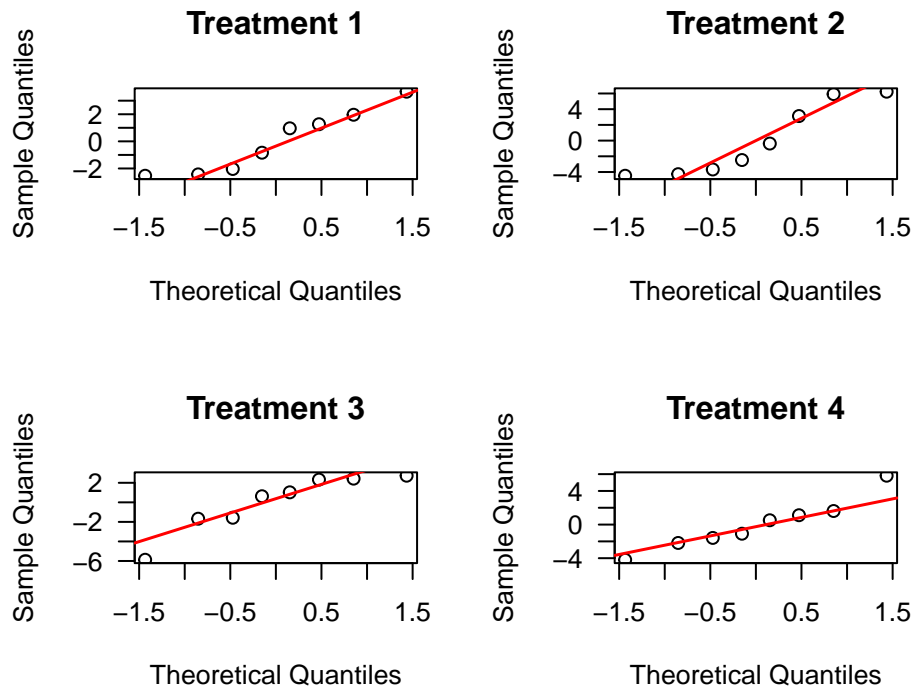 Treatment 1
Sample Quantiles
2
0
−2
−1.5 −0.5 0.5 1.5
Theoretical Quantiles
Treatment 2
Sample Quantiles
4
0
−4
−1.5 −0.5 0.5 1.5
Theoretical Quantiles
Treatment 3
Sample Quantiles
2
−2
−6
−1.5 −0.5 0.5 1.5
Theoretical Quantiles
Treatment 4
Sample Quantiles
4
0
−4
−1.5 −0.5 0.5 1.5
Theoretical Quantiles